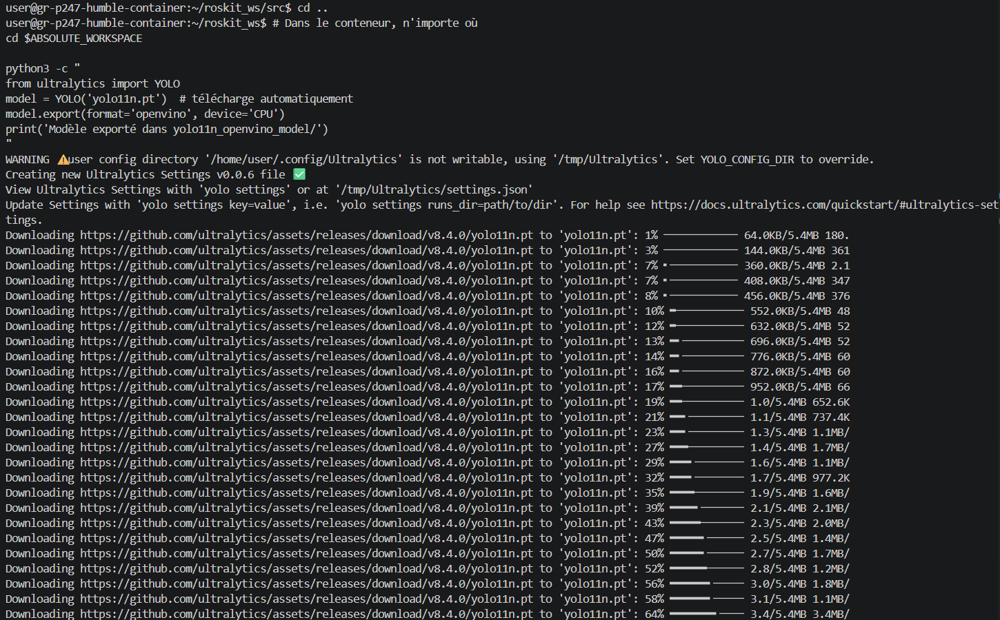 user@gr-p247-humble-container:~/roskit_ws/src$ cd ..
user@gr-p247-humble-container:~/roskit_ws$ # Dans le conteneur, n'importe où
cd $ABSOLUTE_WORKSPACE
python3 -c "
from ultralytics import YOLO
model = YOLO('yolo11n.pt')  # télécharge automatiquement
model.export(format='openvino', device='CPU')
print('Modèle exporté dans yolo11n_openvino_model/')
"
WARNING ⚠️user config directory '/home/user/.config/Ultralytics' is not writable, using '/tmp/Ultralytics'. Set YOLO_CONFIG_DIR to override.
Creating new Ultralytics Settings v0.0.6 file ✅
View Ultralytics Settings with 'yolo settings' or at '/tmp/Ultralytics/settings.json'
Update Settings with 'yolo settings key=value', i.e. 'yolo settings runs_dir=path/to/dir'. For help see https://docs.ultralytics.com/quickstart/#ultralytics-set
tings.
Downloading https://github.com/ultralytics/assets/releases/download/v8.4.0/yolo11n.pt to 'yolo11n.pt': 1% 64.0KB/5.4MB 180.
Downloading https://github.com/ultralytics/assets/releases/download/v8.4.0/yolo11n.pt to 'yolo11n.pt': 3% 144.0KB/5.4MB 361
Downloading https://github.com/ultralytics/assets/releases/download/v8.4.0/yolo11n.pt to 'yolo11n.pt': 7% 360.0KB/5.4MB 2.1
Downloading https://github.com/ultralytics/assets/releases/download/v8.4.0/yolo11n.pt to 'yolo11n.pt': 7% 408.0KB/5.4MB 347
Downloading https://github.com/ultralytics/assets/releases/download/v8.4.0/yolo11n.pt to 'yolo11n.pt': 8% 456.0KB/5.4MB 376
Downloading https://github.com/ultralytics/assets/releases/download/v8.4.0/yolo11n.pt to 'yolo11n.pt': 10% 552.0KB/5.4MB 48
Downloading https://github.com/ultralytics/assets/releases/download/v8.4.0/yolo11n.pt to 'yolo11n.pt': 12% 632.0KB/5.4MB 52
Downloading https://github.com/ultralytics/assets/releases/download/v8.4.0/yolo11n.pt to 'yolo11n.pt': 13% 696.0KB/5.4MB 52
Downloading https://github.com/ultralytics/assets/releases/download/v8.4.0/yolo11n.pt to 'yolo11n.pt': 14% 776.0KB/5.4MB 60
Downloading https://github.com/ultralytics/assets/releases/download/v8.4.0/yolo11n.pt to 'yolo11n.pt': 16% 872.0KB/5.4MB 60
Downloading https://github.com/ultralytics/assets/releases/download/v8.4.0/yolo11n.pt to 'yolo11n.pt': 17% 952.0KB/5.4MB 66
Downloading https://github.com/ultralytics/assets/releases/download/v8.4.0/yolo11n.pt to 'yolo11n.pt': 19% 1.0/5.4MB 652.6K
Downloading https://github.com/ultralytics/assets/releases/download/v8.4.0/yolo11n.pt to 'yolo11n.pt': 21% 1.1/5.4MB 737.4K
Downloading https://github.com/ultralytics/assets/releases/download/v8.4.0/yolo11n.pt to 'yolo11n.pt': 23% 1.3/5.4MB 1.1MB/
Downloading https://github.com/ultralytics/assets/releases/download/v8.4.0/yolo11n.pt to 'yolo11n.pt': 27% 1.4/5.4MB 1.7MB/
Downloading https://github.com/ultralytics/assets/releases/download/v8.4.0/yolo11n.pt to 'yolo11n.pt': 29% 1.6/5.4MB 1.1MB/
Downloading https://github.com/ultralytics/assets/releases/download/v8.4.0/yolo11n.pt to 'yolo11n.pt': 32% 1.7/5.4MB 977.2K
Downloading https://github.com/ultralytics/assets/releases/download/v8.4.0/yolo11n.pt to 'yolo11n.pt': 35% 1.9/5.4MB 1.6MB/
Downloading https://github.com/ultralytics/assets/releases/download/v8.4.0/yolo11n.pt to 'yolo11n.pt': 39% 2.1/5.4MB 2.1MB/
Downloading https://github.com/ultralytics/assets/releases/download/v8.4.0/yolo11n.pt to 'yolo11n.pt': 43% 2.3/5.4MB 2.0MB/
Downloading https://github.com/ultralytics/assets/releases/download/v8.4.0/yolo11n.pt to 'yolo11n.pt': 47% 2.5/5.4MB 1.4MB/
Downloading https://github.com/ultralytics/assets/releases/download/v8.4.0/yolo11n.pt to 'yolo11n.pt': 50% 2.7/5.4MB 1.7MB/
Downloading https://github.com/ultralytics/assets/releases/download/v8.4.0/yolo11n.pt to 'yolo11n.pt': 52% 2.8/5.4MB 1.2MB/
Downloading https://github.com/ultralytics/assets/releases/download/v8.4.0/yolo11n.pt to 'yolo11n.pt': 56% 3.0/5.4MB 1.8MB/
Downloading https://github.com/ultralytics/assets/releases/download/v8.4.0/yolo11n.pt to 'yolo11n.pt': 58% 3.1/5.4MB 1.1MB/
Downloading https://github.com/ultralytics/assets/releases/download/v8.4.0/yolo11n.pt to 'yolo11n.pt': 64% 3.4/5.4MB 3.4MB/